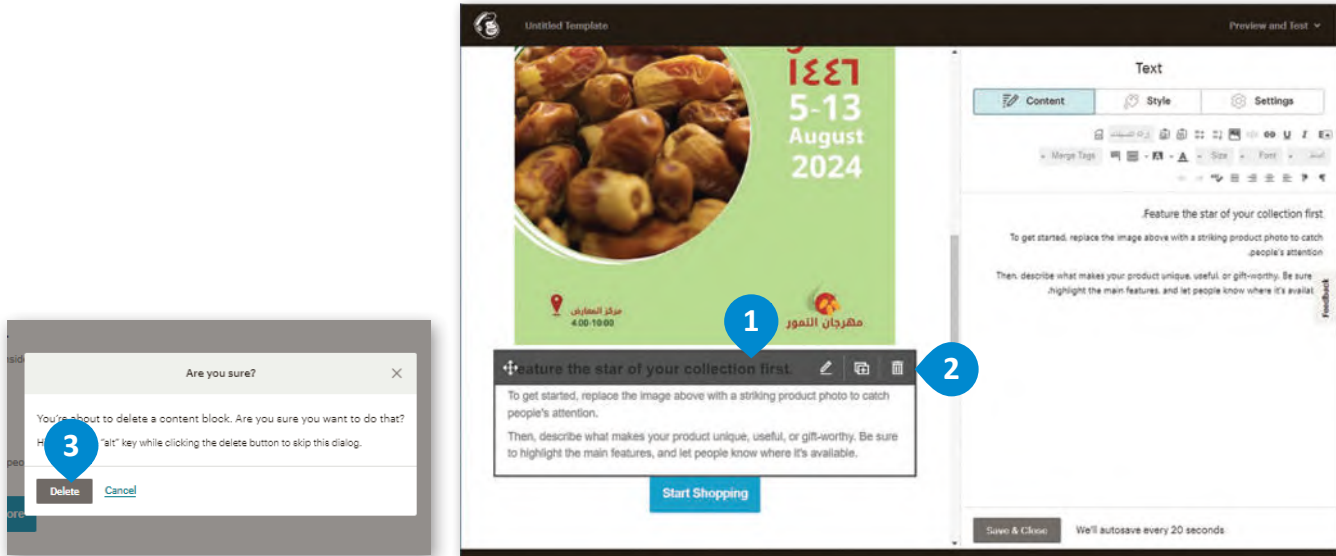 Untitled Template
Preview and Test
١٤٤٦
5-13
August
2024
مركز المعارض
4:00-10:00
مهرجان التمور
1
Feature the star of your collection first.
2
To get started, replace the image above with a striking product photo to catch
people's attention.
Then, describe what makes your product unique, useful, or gift-worthy. Be sure
to highlight the main features, and let people know where it's available.
Start Shopping
Text
Content
Style
Settings
Merge Tags
Size
Font
.Feature the star of your collection first
To get started, replace the image above with a striking product photo to catch
.people's attention
Then, describe what makes your product unique, useful, or gift-worthy. Be sure
.highlight the main features, and let people know where it's availat
Feedback
Save & Close
We'll autosave every 20 seconds
Are you sure?
You're about to delete a content block. Are you sure you want to do that?
"alt" key while clicking the delete button to skip this dialog.
3
Delete
Cancel